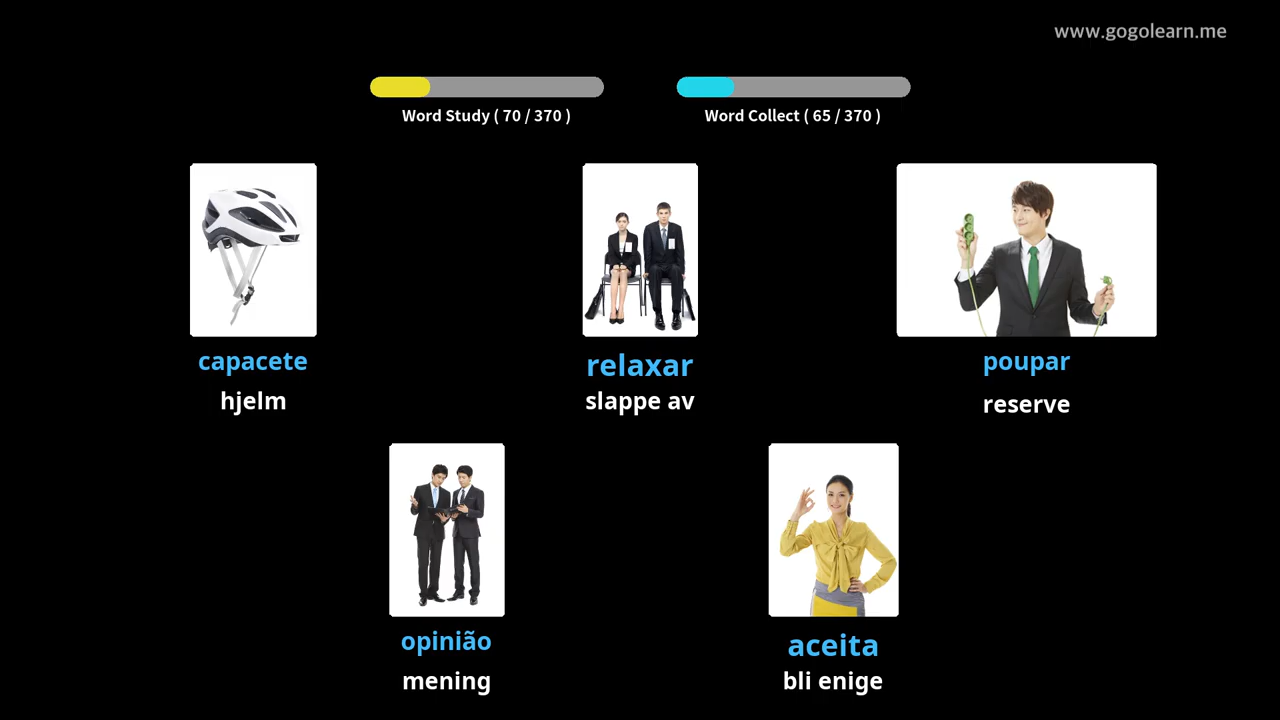 www.gogolearn.me
Word Study ( 70 / 370 )
Word Collect ( 65 / 370 )
capacete
hjelm
relaxar
slappe av
poupar
reserve
opinião
mening
aceita
bli enige